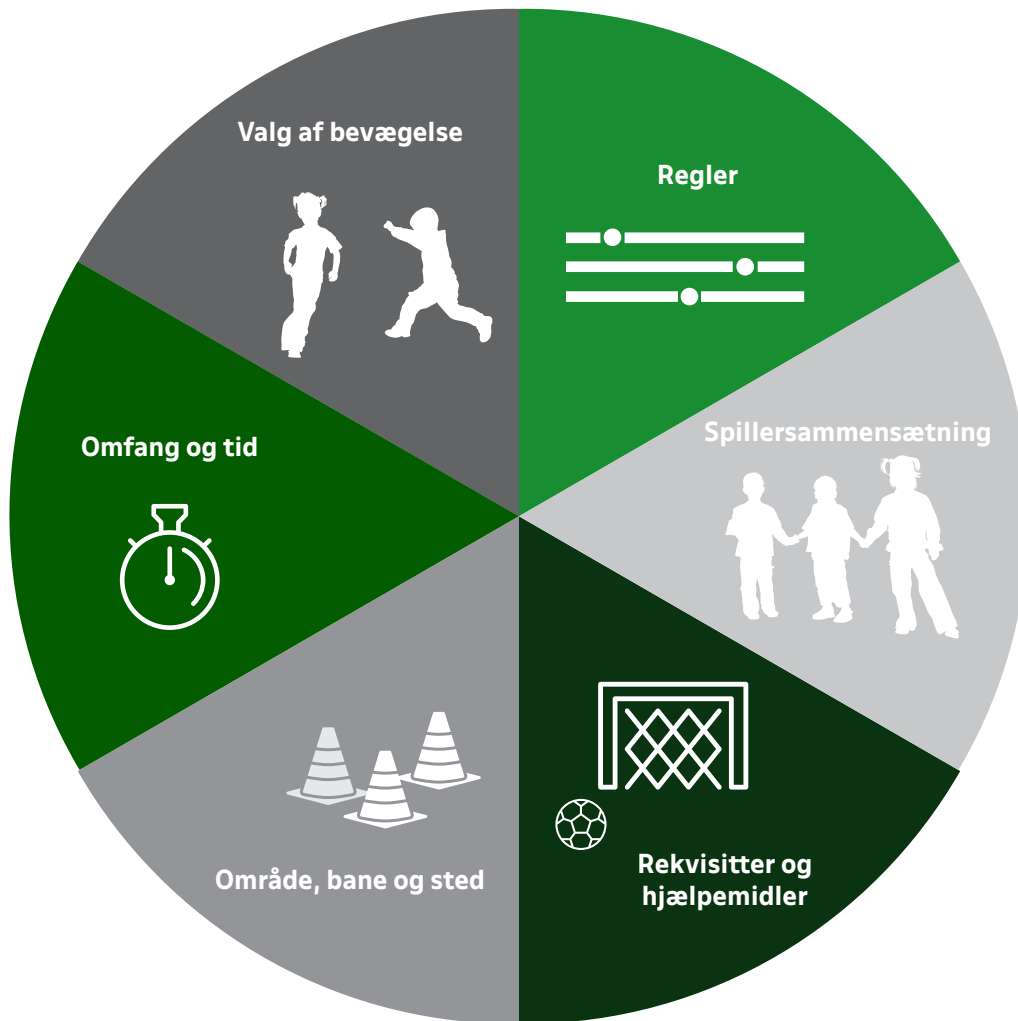 Valg af bevægelse
Regler
Spillersammensætning
Omfang og tid
Område, bane og sted
Rekvisitter og
hjælpemidler